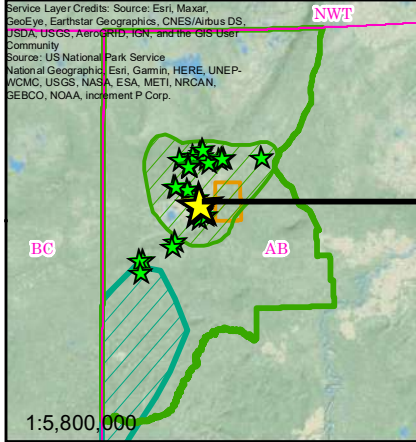 Service Layer Credits: Source: Esri, Maxar,
GeoEye, Earthstar Geographics, CNES/Airbus DS,
USDA, USGS, AeroGRID, IGN, and the GIS User
Community
Source: US National Park Service
National Geographic, Esri, Garmin, HERE, UNEP-
WCMC, USGS, NASA, ESA, METI, NRCAN,
GEBCO, NOAA, increment P Corp.
NWT
BC
AB
1:5,800,000